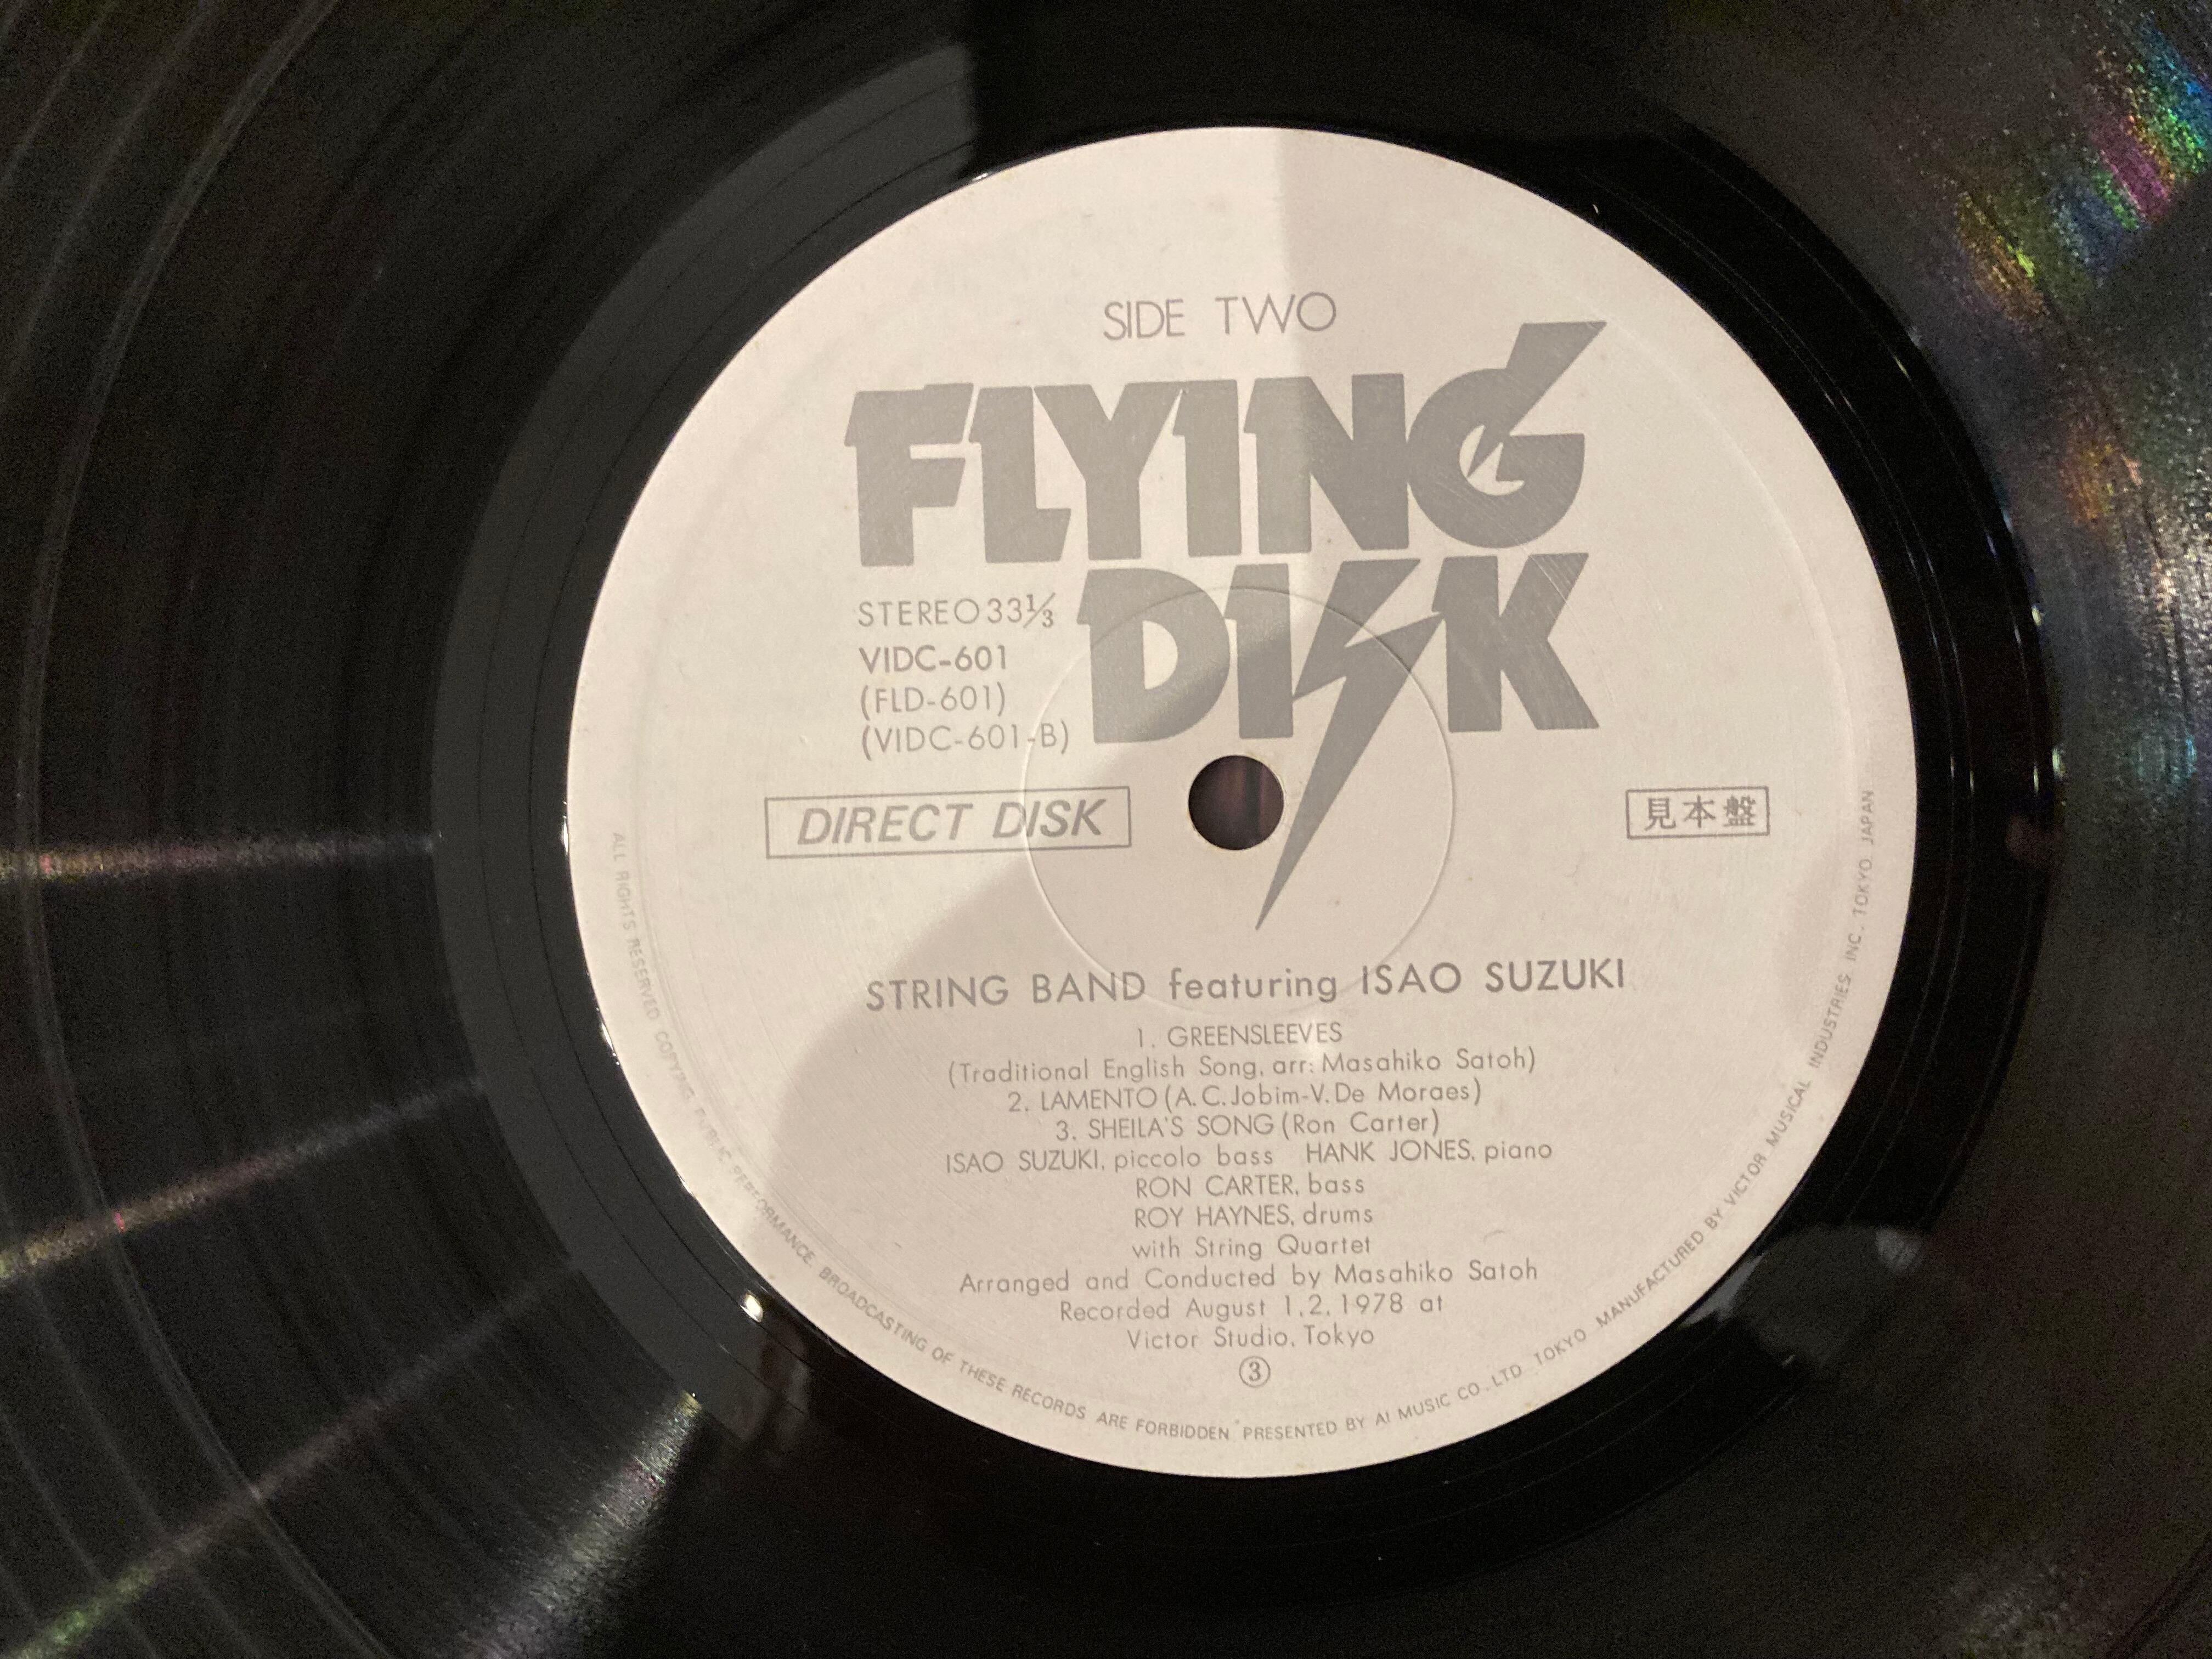 SIDE TWO
FLYING
DISK
STEREO 33⅓
VIDC-601
(FLD-601)
(VIDC-601-B)
DIRECT DISK
見本盤
STRING BAND featuring ISAO SUZUKI
1. GREENSLEEVES
(Traditional English Song, arr: Masahiko Satoh)
2. LAMENTO (A.C.Jobim-V.De Moraes)
3. SHEILA'S SONG (Ron Carter)
ISAO SUZUKI, piccolo bass HANK JONES, piano
RON CARTER, bass
ROY HAYNES, drums
with String Quartet
Arranged and Conducted by Masahiko Satoh
Recorded August 1, 2, 1978 at
Victor Studio, Tokyo
③
ALL RIGHTS RESERVED COPYING, PUBLIC PERFORMANCE, BROADCASTING OF THESE RECORDS ARE FORBIDDEN PRESENTED BY AI MUSIC CO., LTD. TOKYO MANUFACTURED BY VICTOR MUSICAL INDUSTRIES, INC. TOKYO, JAPAN